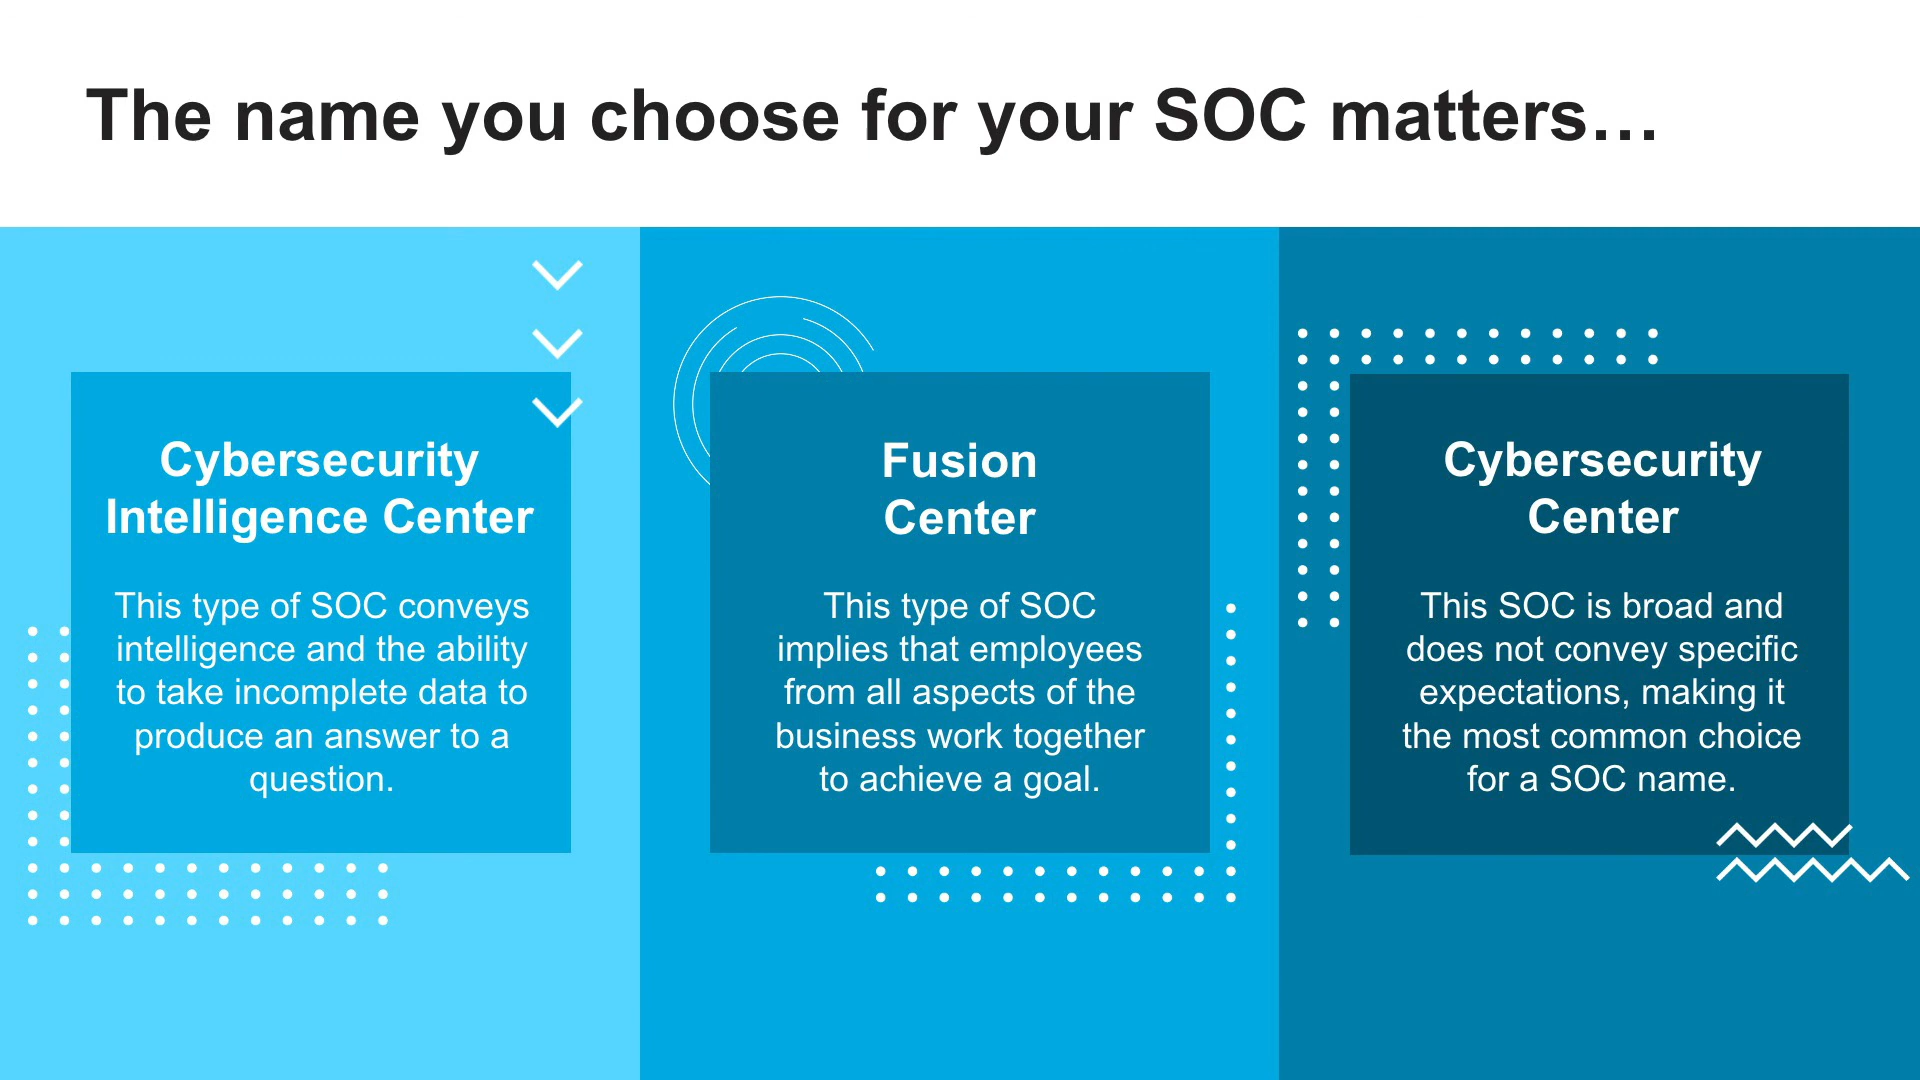 The name you choose for your SOC matters…
Cybersecurity
Intelligence Center
This type of SOC conveys
intelligence and the ability
to take incomplete data to
produce an answer to a
question.
Fusion
Center
This type of SOC
implies that employees
from all aspects of the
business work together
to achieve a goal.
Cybersecurity
Center
This SOC is broad and
does not convey specific
expectations, making it
the most common choice
for a SOC name.